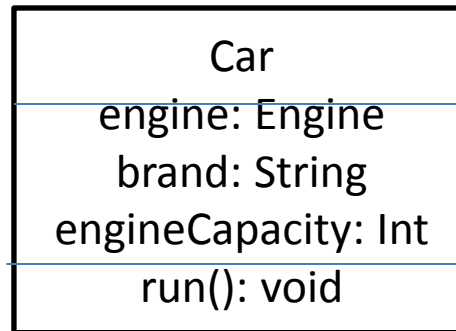 Car
engine: Engine
brand: String
engineCapacity: Int
run(): void